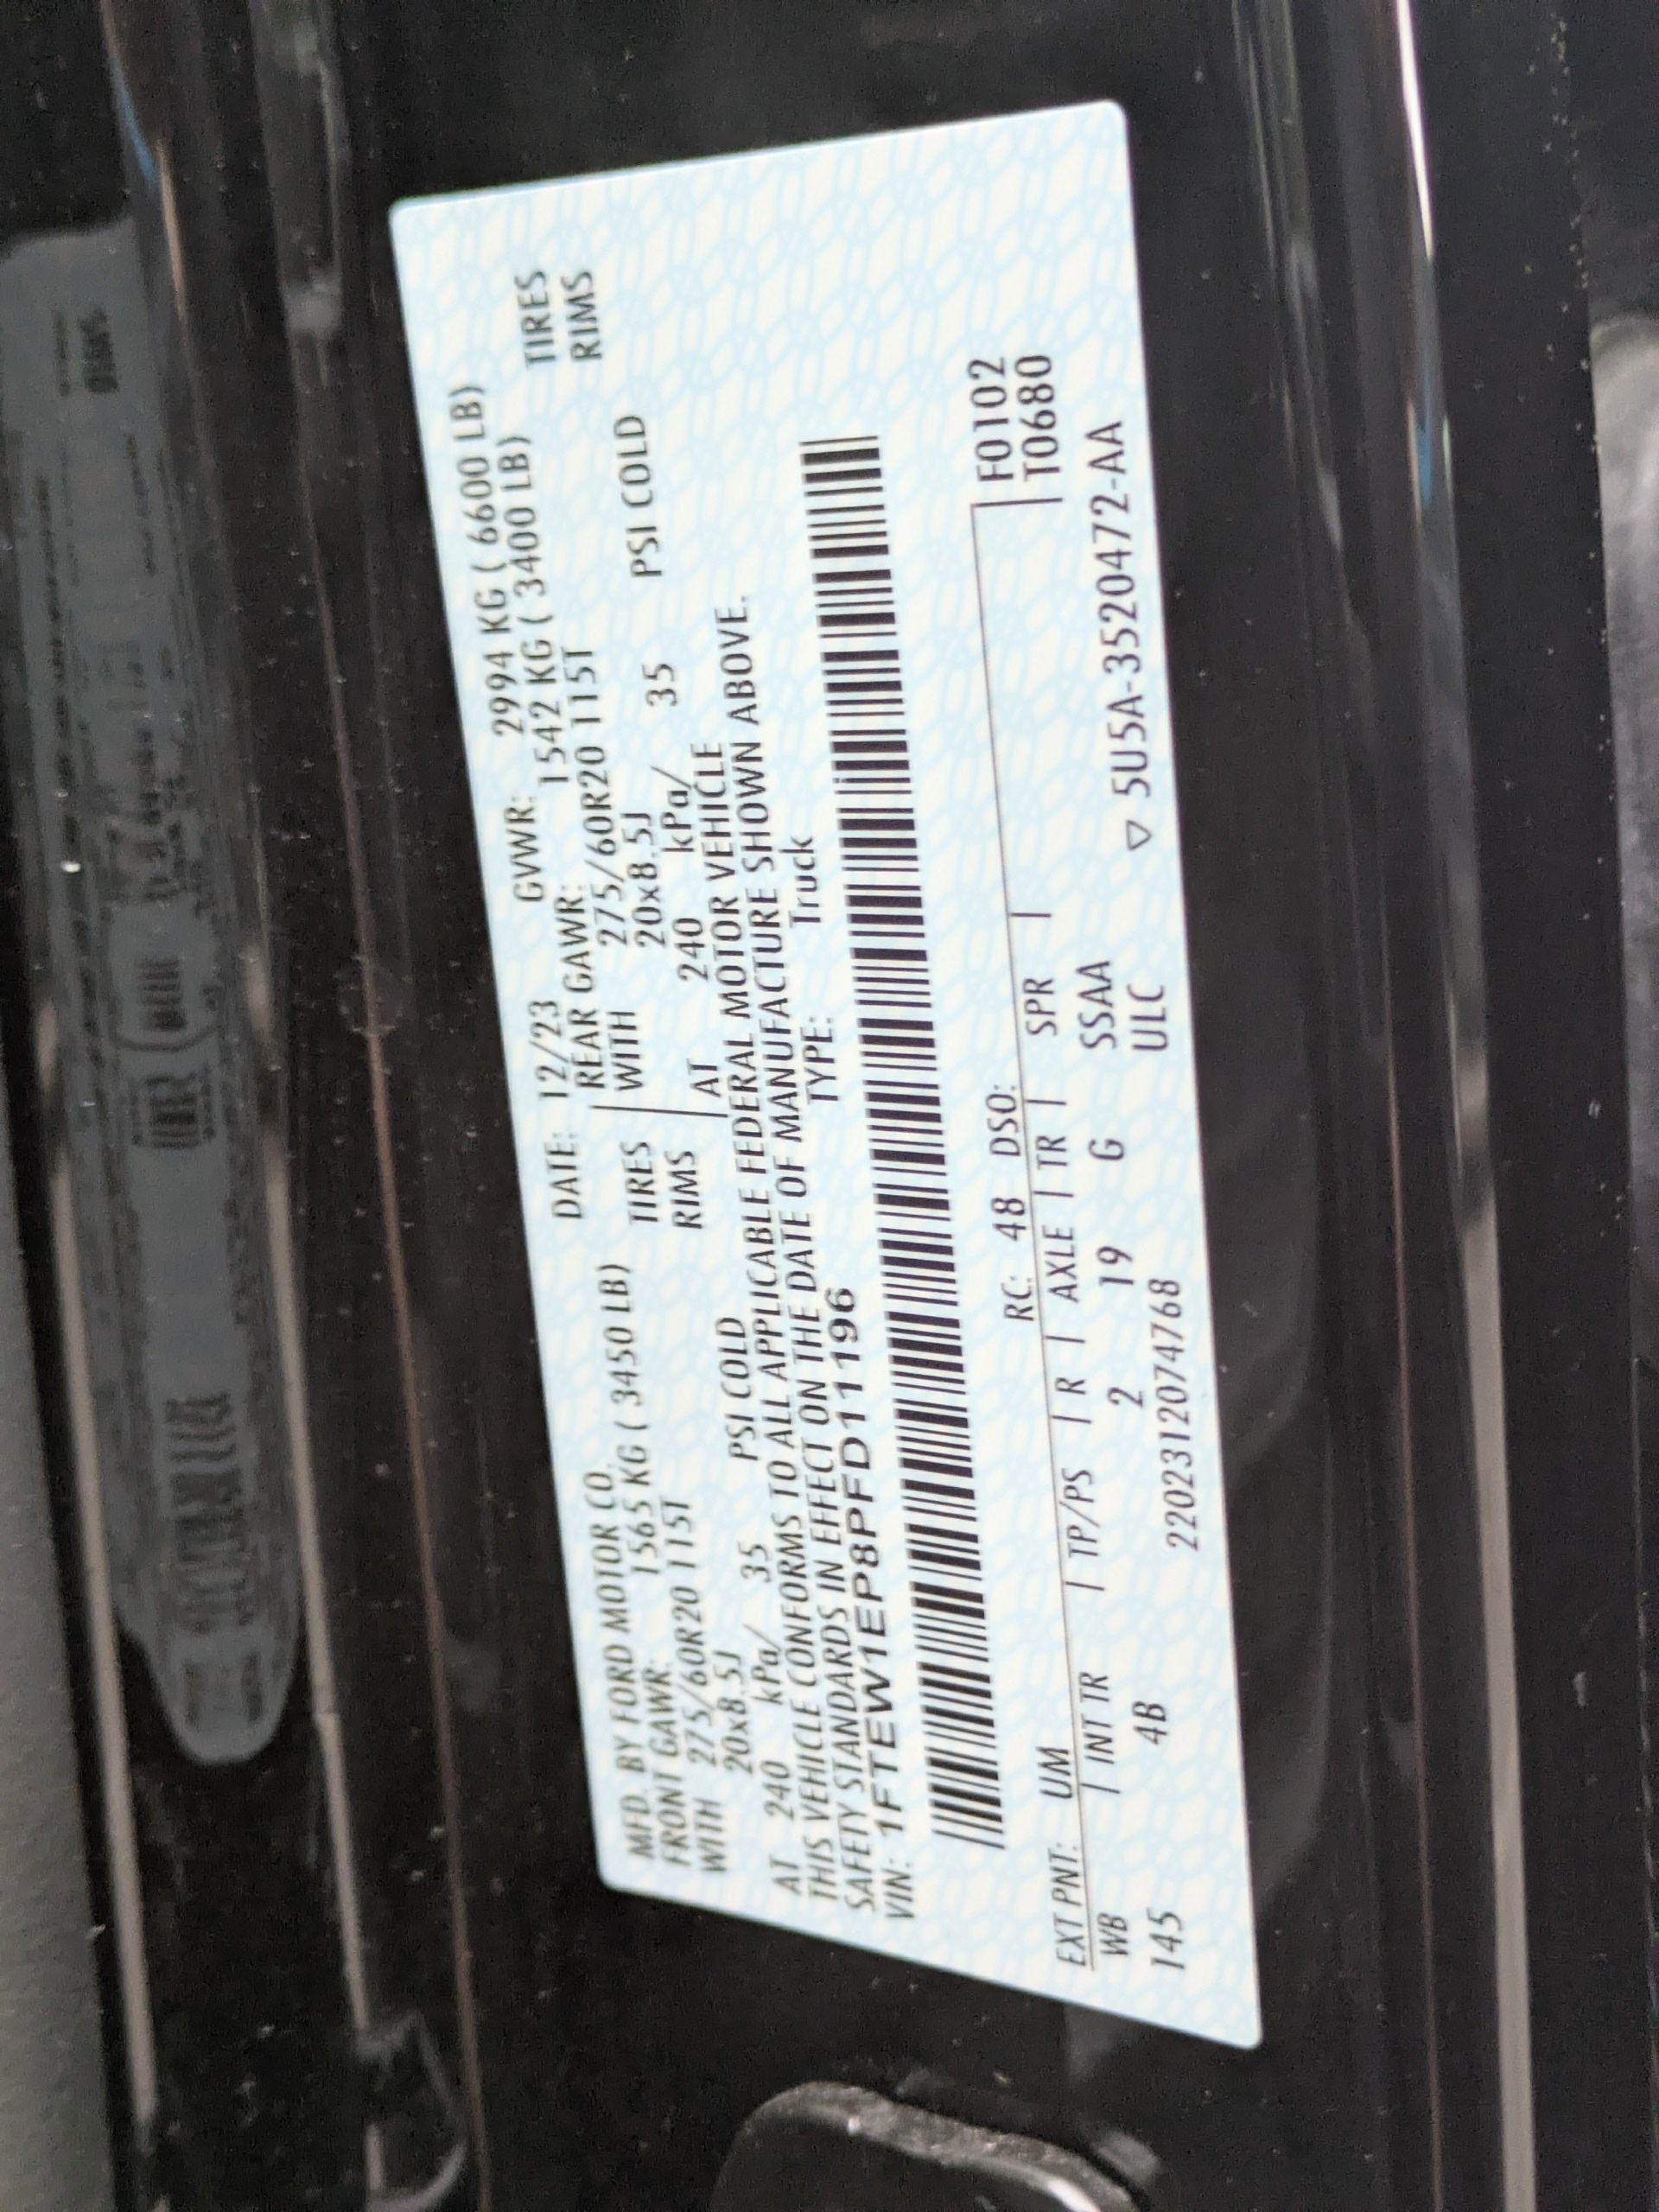 MFD. BY FORD MOTOR CO. DATE: 12/23 GVWR: 2994 KG ( 6600 LB)
FRONT GAWR: 1565 KG ( 3450 LB) REAR GAWR: 1542 KG ( 3400 LB)
WITH 275/60R20 115T TIRES WITH 275/60R20 115T TIRES
20x8.5J RIMS 20x8.5J RIMS
AT 240 kPa/ 35 PSI COLD AT 240 kPa/ 35 PSI COLD
THIS VEHICLE CONFORMS TO ALL APPLICABLE FEDERAL MOTOR VEHICLE
SAFETY STANDARDS IN EFFECT ON THE DATE OF MANUFACTURE SHOWN ABOVE.
VIN: 1FTEW1EP8PFD11196 TYPE: Truck
EXT PNT: UM RC: 48 DSO: F0102
WB | INT TR | TP/PS | R | AXLE | TR | SPR | T0680
145 4B 2 19 G SSAA
2202312074768 ULC ▽ 5U5A-3520472-AA